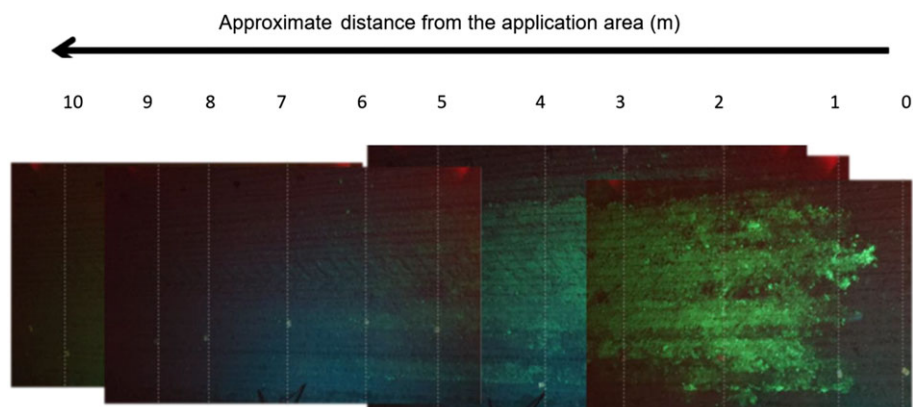 Approximate distance from the application area (m)
10 9 8 7 6 5 4 3 2 1 0